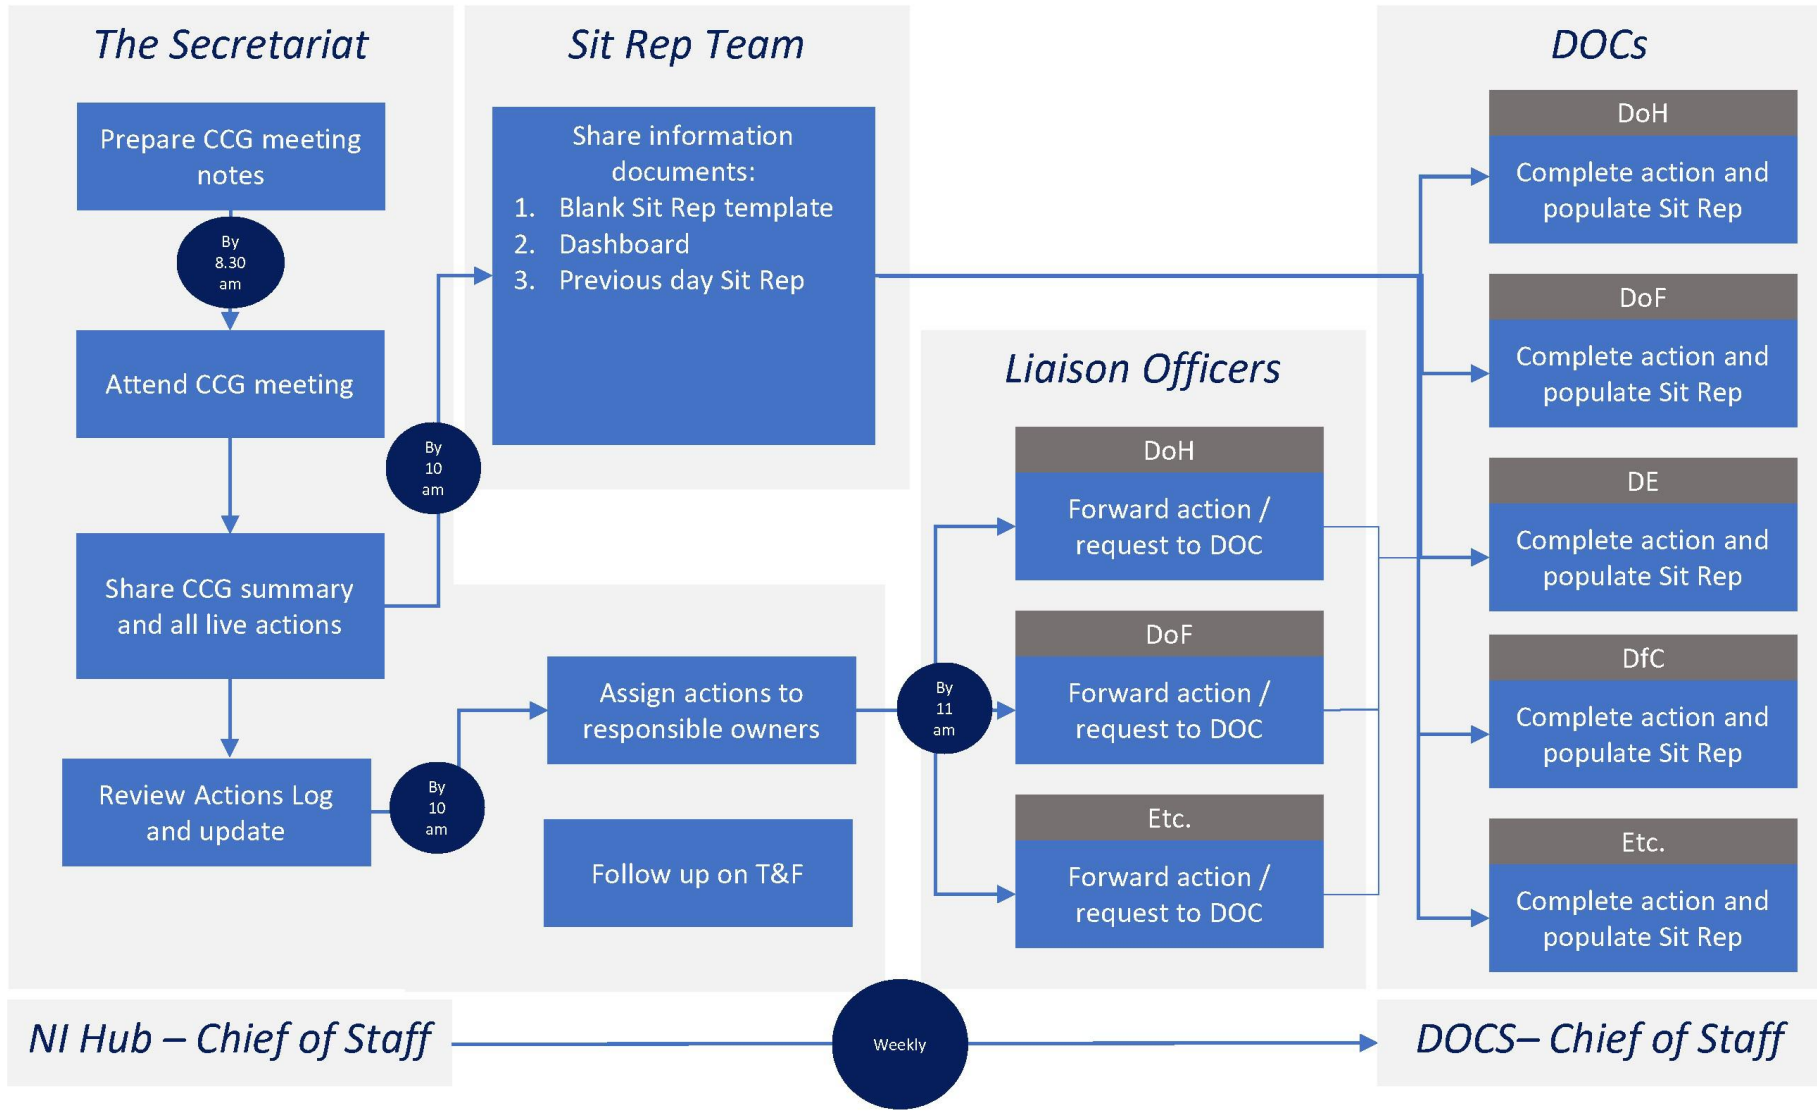 The Secretariat
Prepare CCG meeting
notes
By
8.30
am
Attend CCG meeting
Share CCG summary
and all live actions
Review Actions Log
and update
By
10
am
By
10
am
Sit Rep Team
Share information
documents:
1. Blank Sit Rep template
2. Dashboard
3. Previous day Sit Rep
Assign actions to
responsible owners
Follow up on T&F
By
11
am
Liaison Officers
DoH
Forward action /
request to DOC
DoF
Forward action /
request to DOC
Etc.
Forward action /
request to DOC
DOCs
DoH
Complete action and
populate Sit Rep
DoF
Complete action and
populate Sit Rep
DE
Complete action and
populate Sit Rep
DfC
Complete action and
populate Sit Rep
Etc.
Complete action and
populate Sit Rep
NI Hub – Chief of Staff
Weekly
DOCS– Chief of Staff